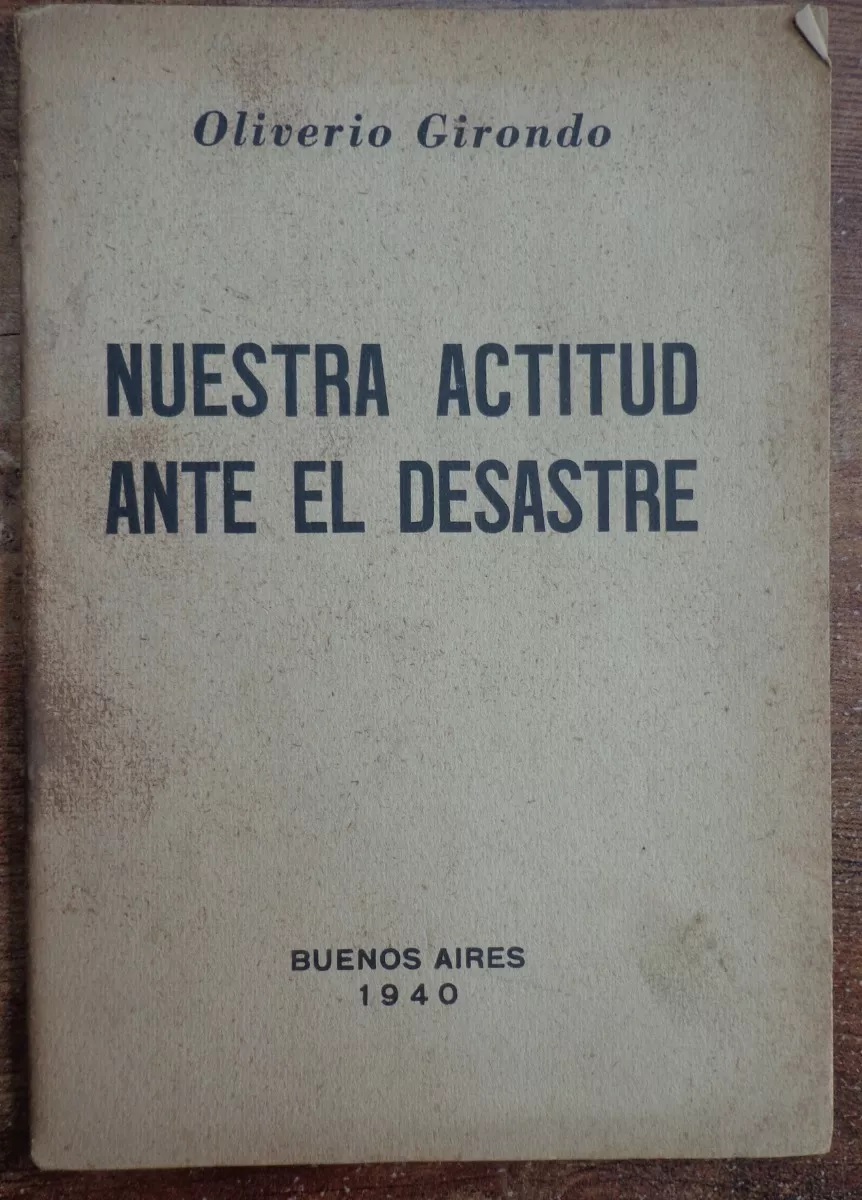 Oliverio Girondo
NUESTRA ACTITUD
ANTE EL DESASTRE
BUENOS AIRES
1940